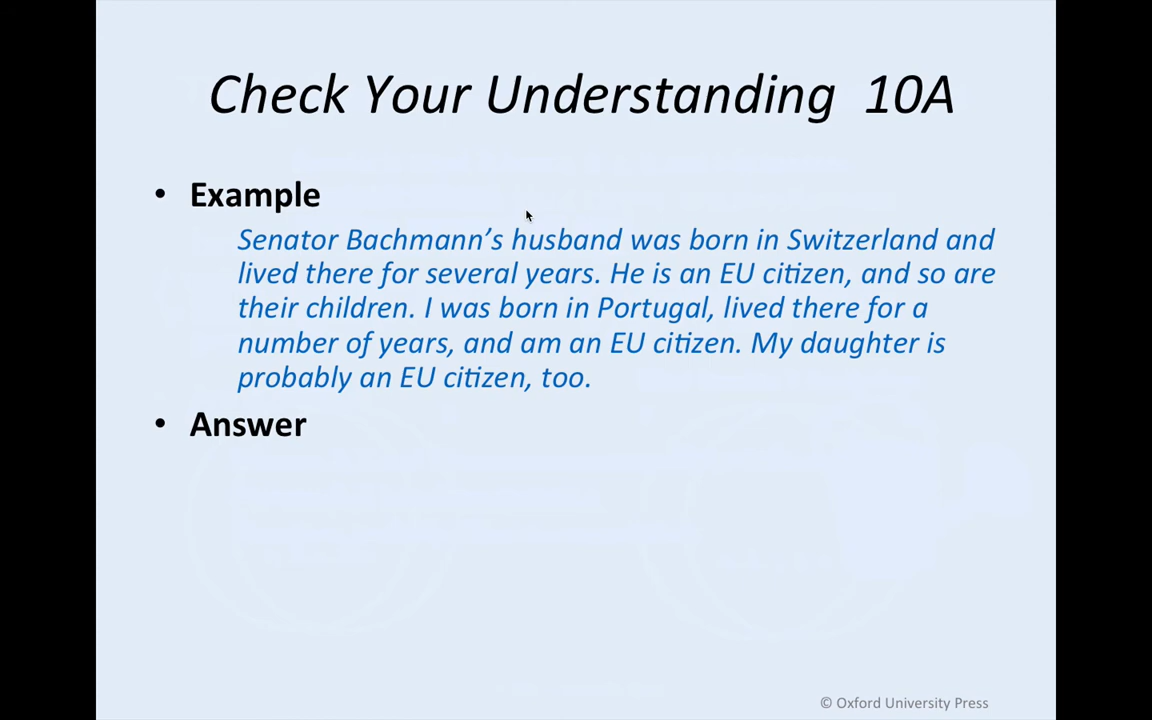 Check Your Understanding 10A
• Example
Senator Bachmann’s husband was born in Switzerland and
lived there for several years. He is an EU citizen, and so are
their children. I was born in Portugal, lived there for a
number of years, and am an EU citizen. My daughter is
probably an EU citizen, too.
• Answer
© Oxford University Press